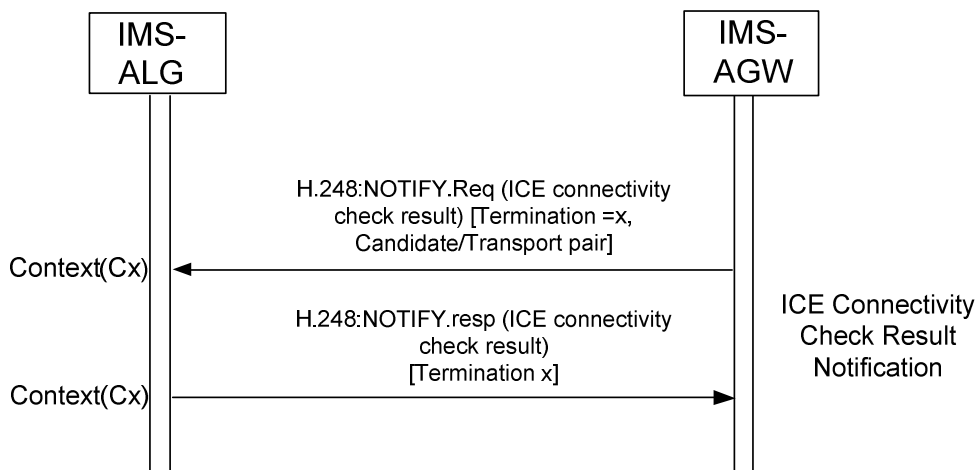 IMS-
ALG
IMS-
AGW
H.248:NOTIFY.Req (ICE connectivity
check result) [Termination =x,
Candidate/Transport pair]
Context(Cx)
H.248:NOTIFY.resp (ICE connectivity
check result)
[Termination x]
Context(Cx)
ICE Connectivity
Check Result
Notification